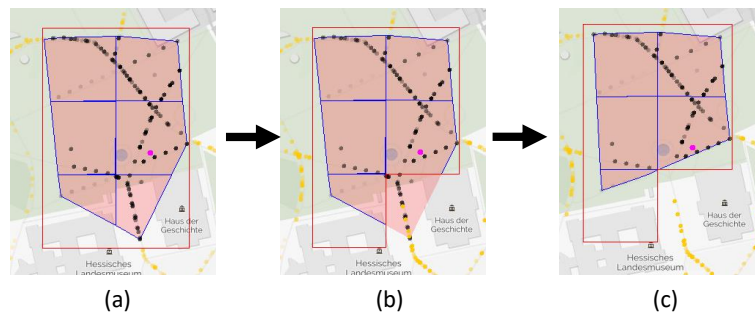 Haus der
Geschichte
Hessisches
Landesmuseum
Haus der
Geschichte
Hessisches
Landesmuseum
Haus der
Geschichte
Hessisches
Landesmuseum
(a)
(b)
(c)